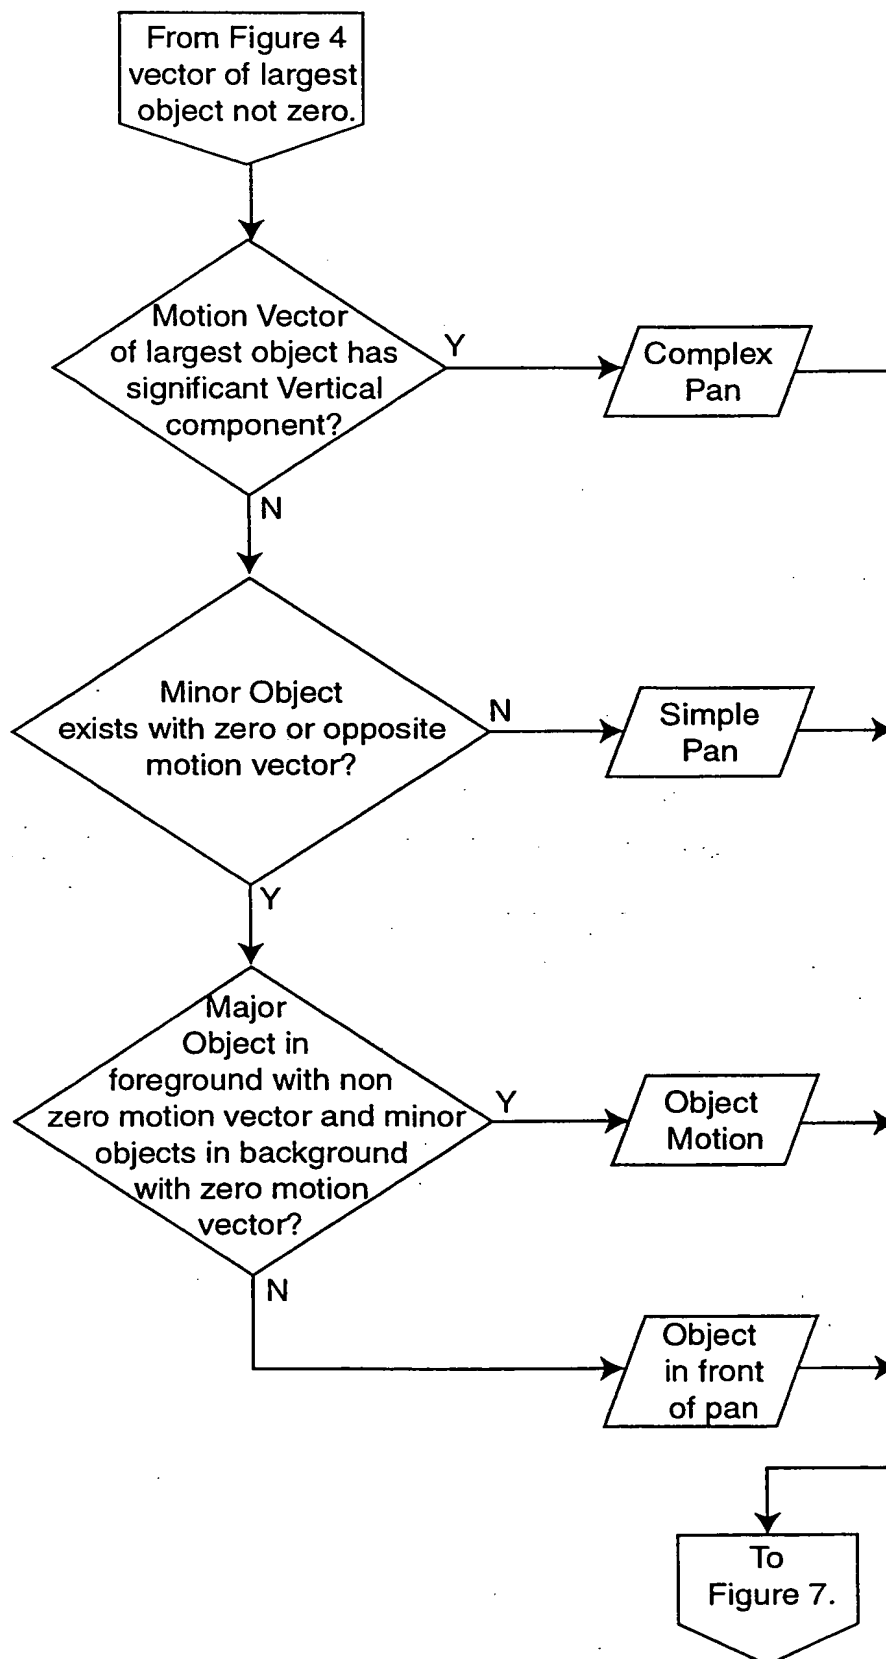 From Figure 4
vector of largest
object not zero.
Motion Vector
of largest object has
significant Vertical
component?
Y
Complex
Pan
N
Minor Object
exists with zero or opposite
motion vector?
N
Simple
Pan
Y
Major
Object in
foreground with non
zero motion vector and minor
objects in background
with zero motion
vector?
Y
Object
Motion
N
Object
in front
of pan
To
Figure 7.